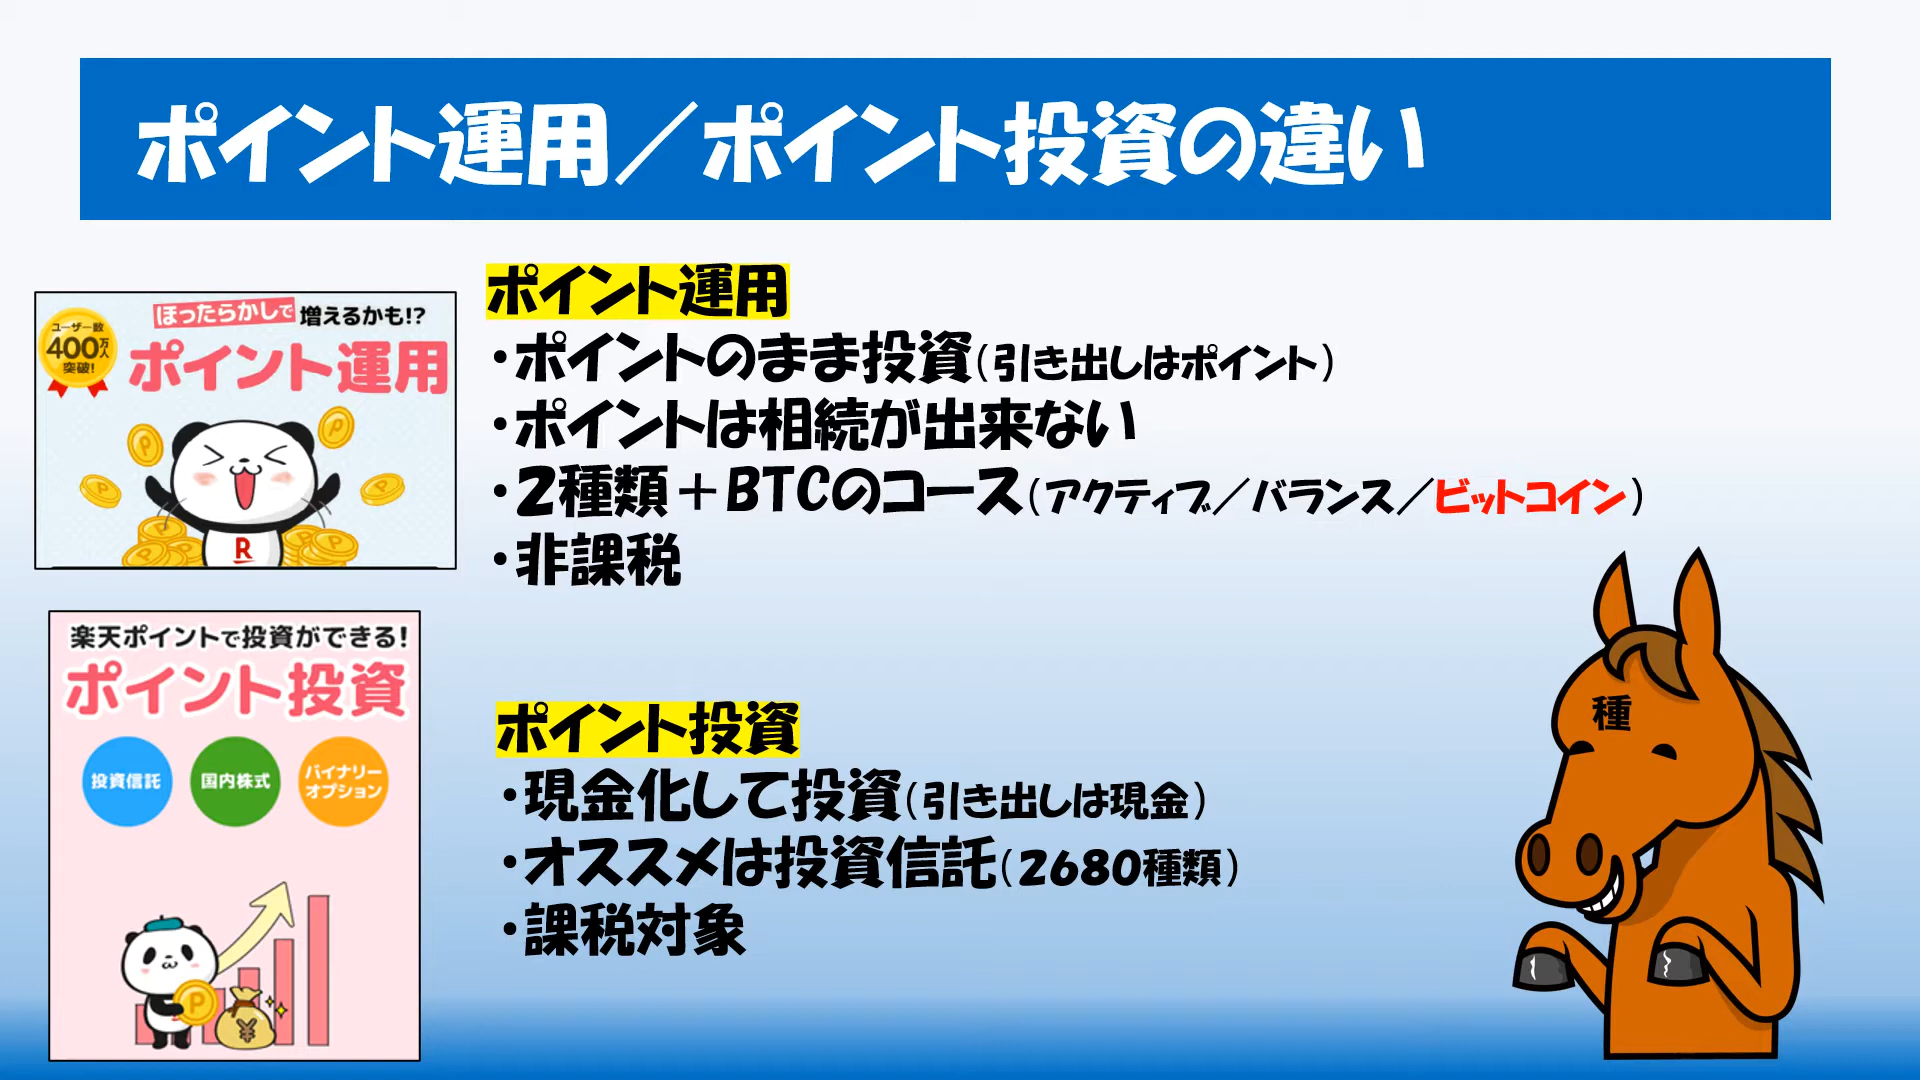 ポイント運用／ポイント投資の違い
ほったらかしで増えるかも!?
ユーザー数
400万人
突破!
ポイント運用
R
ポイント運用
・ポイントのまま投資（引き出しはポイント）
・ポイントは相続が出来ない
・２種類＋BTCのコース（アクティブ／バランス／ビットコイン）
・非課税
楽天ポイントで投資ができる!
ポイント投資
投資信託
国内株式
バイナリー
オプション
P
¥
ポイント投資
・現金化して投資（引き出しは現金）
・オススメは投資信託（2680種類）
・課税対象
種